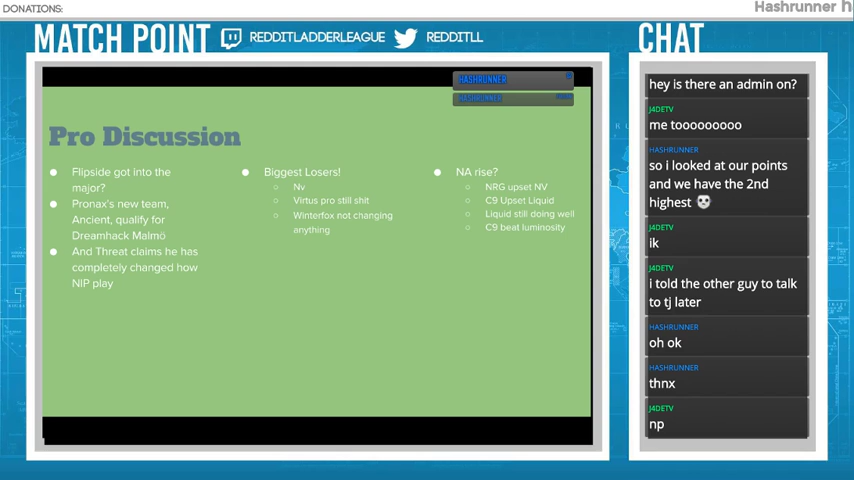 DONATIONS:
Hashrunner
MATCH POINT
REDDITLADDERLEAGUE
REDDITLL
CHAT
HASHRUNNER
HASHRUNNER
Pro Discussion
Flipside got into the
major?
Pronax's new team,
Ancient, qualify for
Dreamhack Malmö
And Threat claims he has
completely changed how
NIP play
Biggest Losers!
Nv
Virtus pro still shit
Winterfox not changing
anything
NA rise?
NRG upset NV
C9 Upset Liquid
Liquid still doing well
C9 beat luminosity
hey is there an admin on?
J4DETV
me tooooooooo
HASHRUNNER
so i looked at our points
and we have the 2nd
highest
J4DETV
ik
J4DETV
i told the other guy to talk
to tj later
HASHRUNNER
oh ok
HASHRUNNER
thnx
J4DETV
np